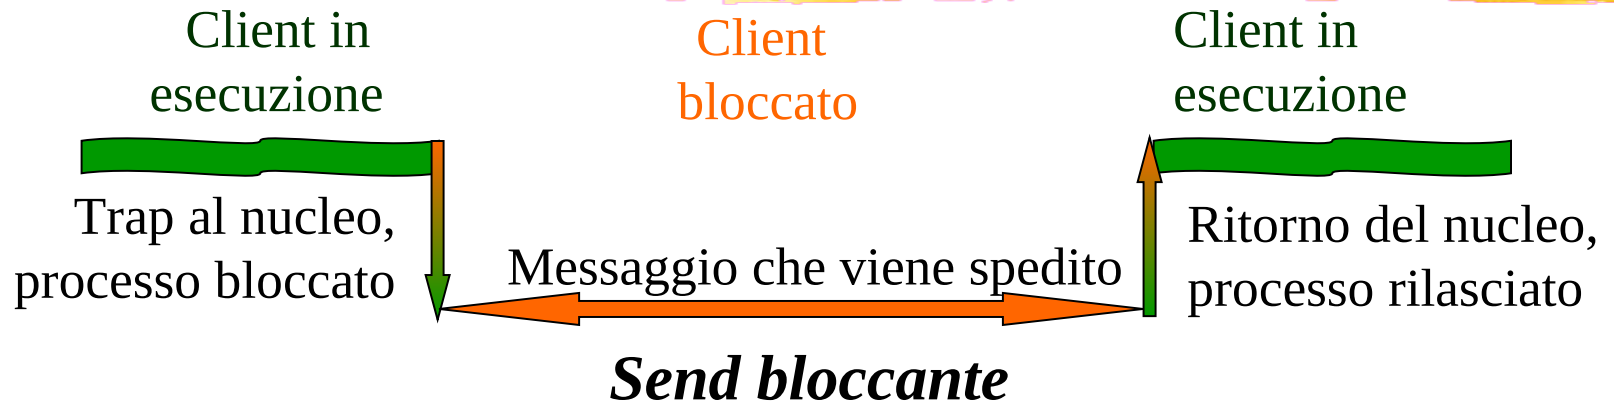 Client in
esecuzione
Client
bloccato
Client in
esecuzione
Trap al nucleo,
processo bloccato
Messaggio che viene spedito
Ritorno del nucleo,
processo rilasciato
Send bloccante